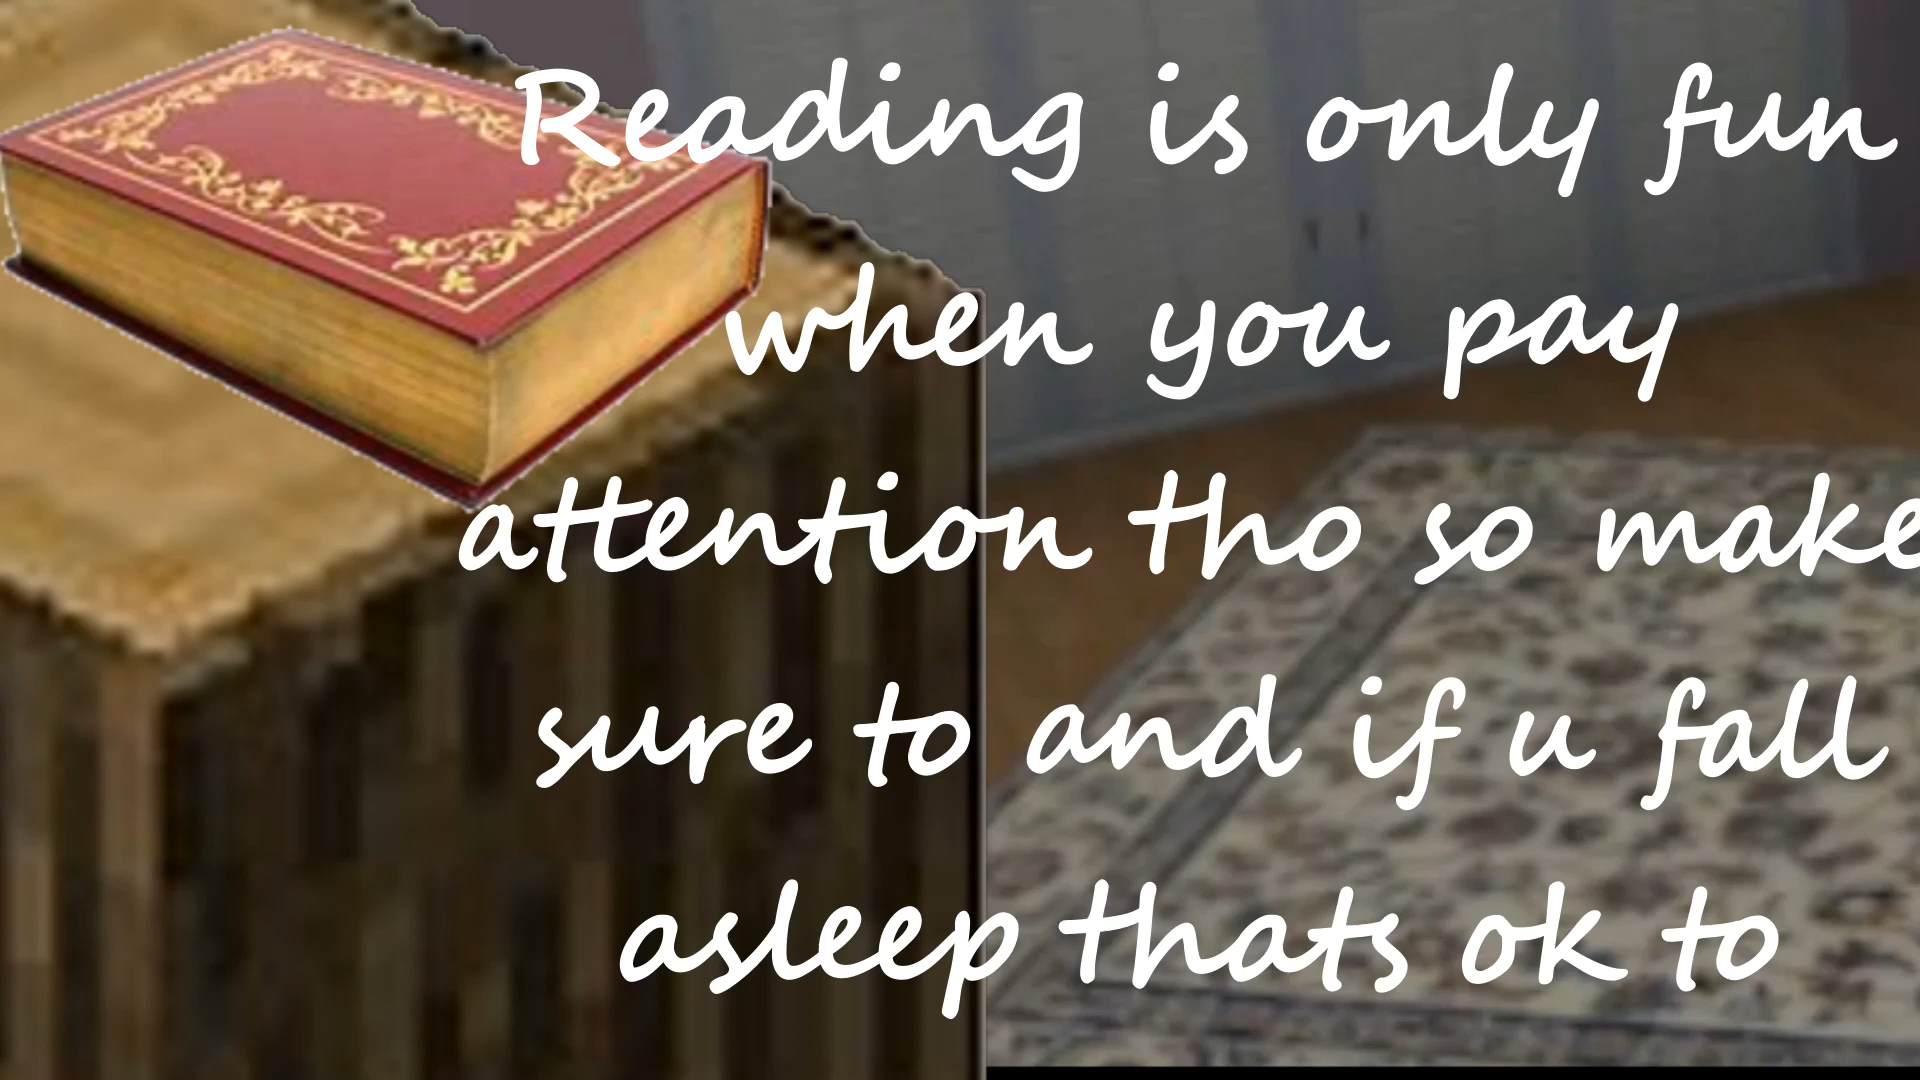 Reading is only fun
when you pay
attention tho so make
sure to and if u fall
asleep thats ok to